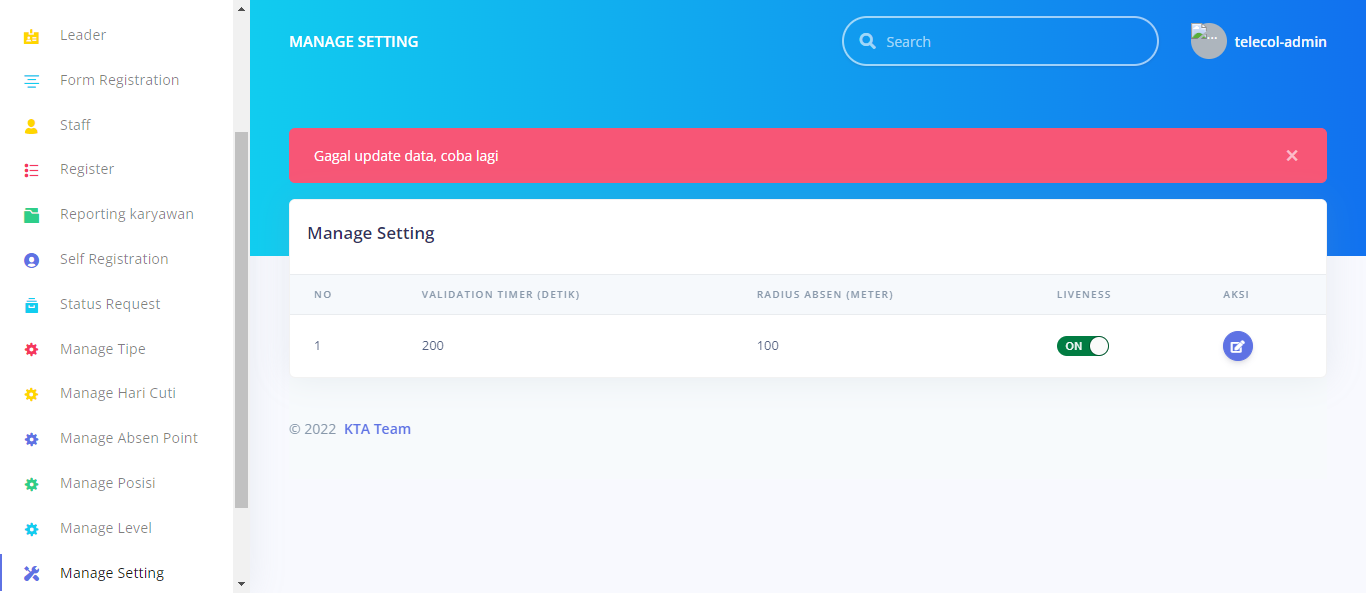 Leader
Form Registration
Staff
Register
Reporting karyawan
Self Registration
Status Request
Manage Tipe
Manage Hari Cuti
Manage Absen Point
Manage Posisi
Manage Level
Manage Setting
MANAGE SETTING
Search
telecol-admin
Gagal update data, coba lagi
×
Manage Setting
NO VALIDATION TIMER (DETIK) RADIUS ABSEN (METER) LIVENESS AKSI
1 200 100 ON
© 2022 KTA Team